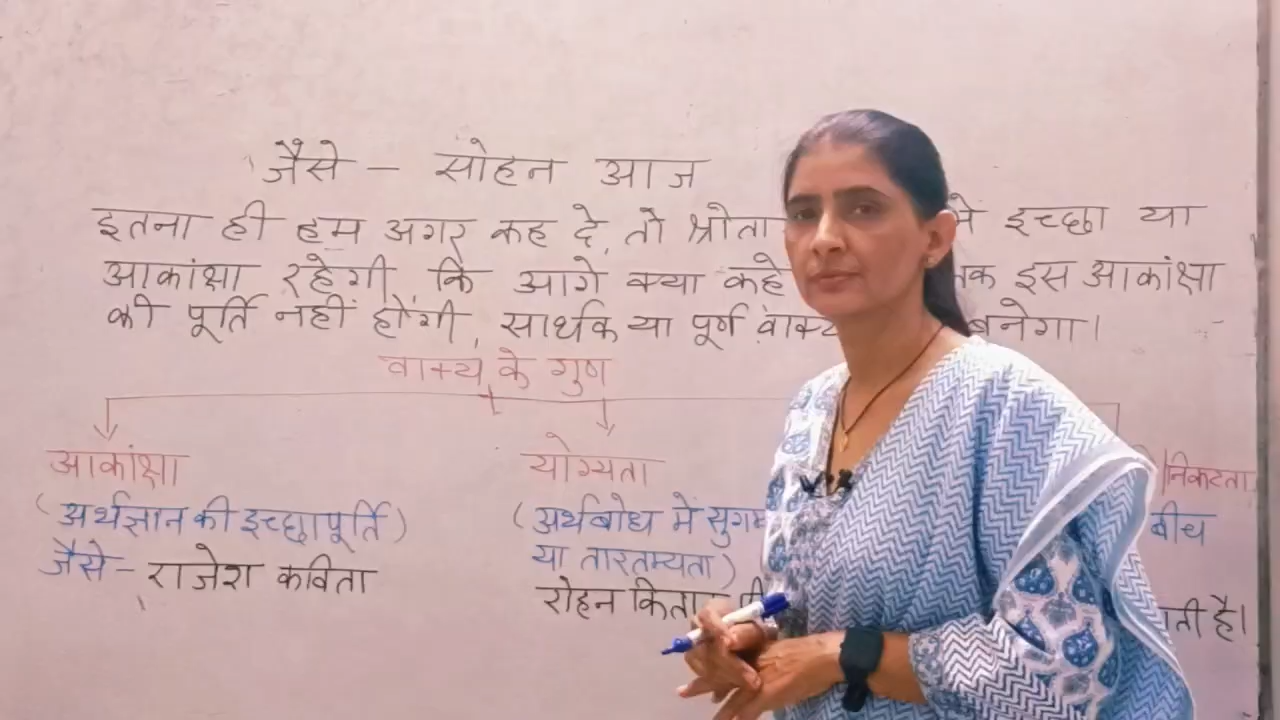 जैसे - सोहन आज
इतना ही हम अगर कह दे, तो श्रोता में इच्छा या
आकांक्षा रहेगी, कि आगे क्या कहे इस आकांक्षा
की पूर्ति नहीं होगी, सार्थक या पूर्ण वाक्य बनेगा।
वाक्य के गुण
आकांक्षा योग्यता /निकटता
(अर्थज्ञान की इच्छापूर्ति) (अर्थबोध में बीच
या तारतम्यता)
जैसे - राजेश कविता
रोहन है।